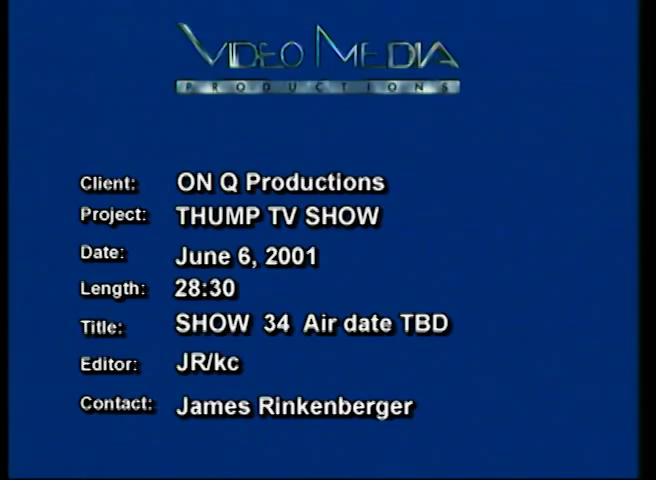 VIDEO MEDIA
PRODUCTIONS
Client: ON Q Productions
Project: THUMP TV SHOW
Date: June 6, 2001
Length: 28:30
Title: SHOW 34 Air date TBD
Editor: JR/kc
Contact: James Rinkenberger